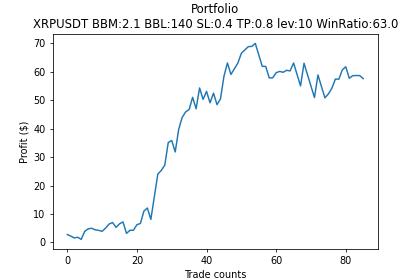 Portfolio
XRPUSDT BBM:2.1 BBL:140 SL:0.4 TP:0.8 lev:10 WinRatio:63.0
70
60
50
40
30
20
10
0
Profit ($)
0 20 40 60 80
Trade counts